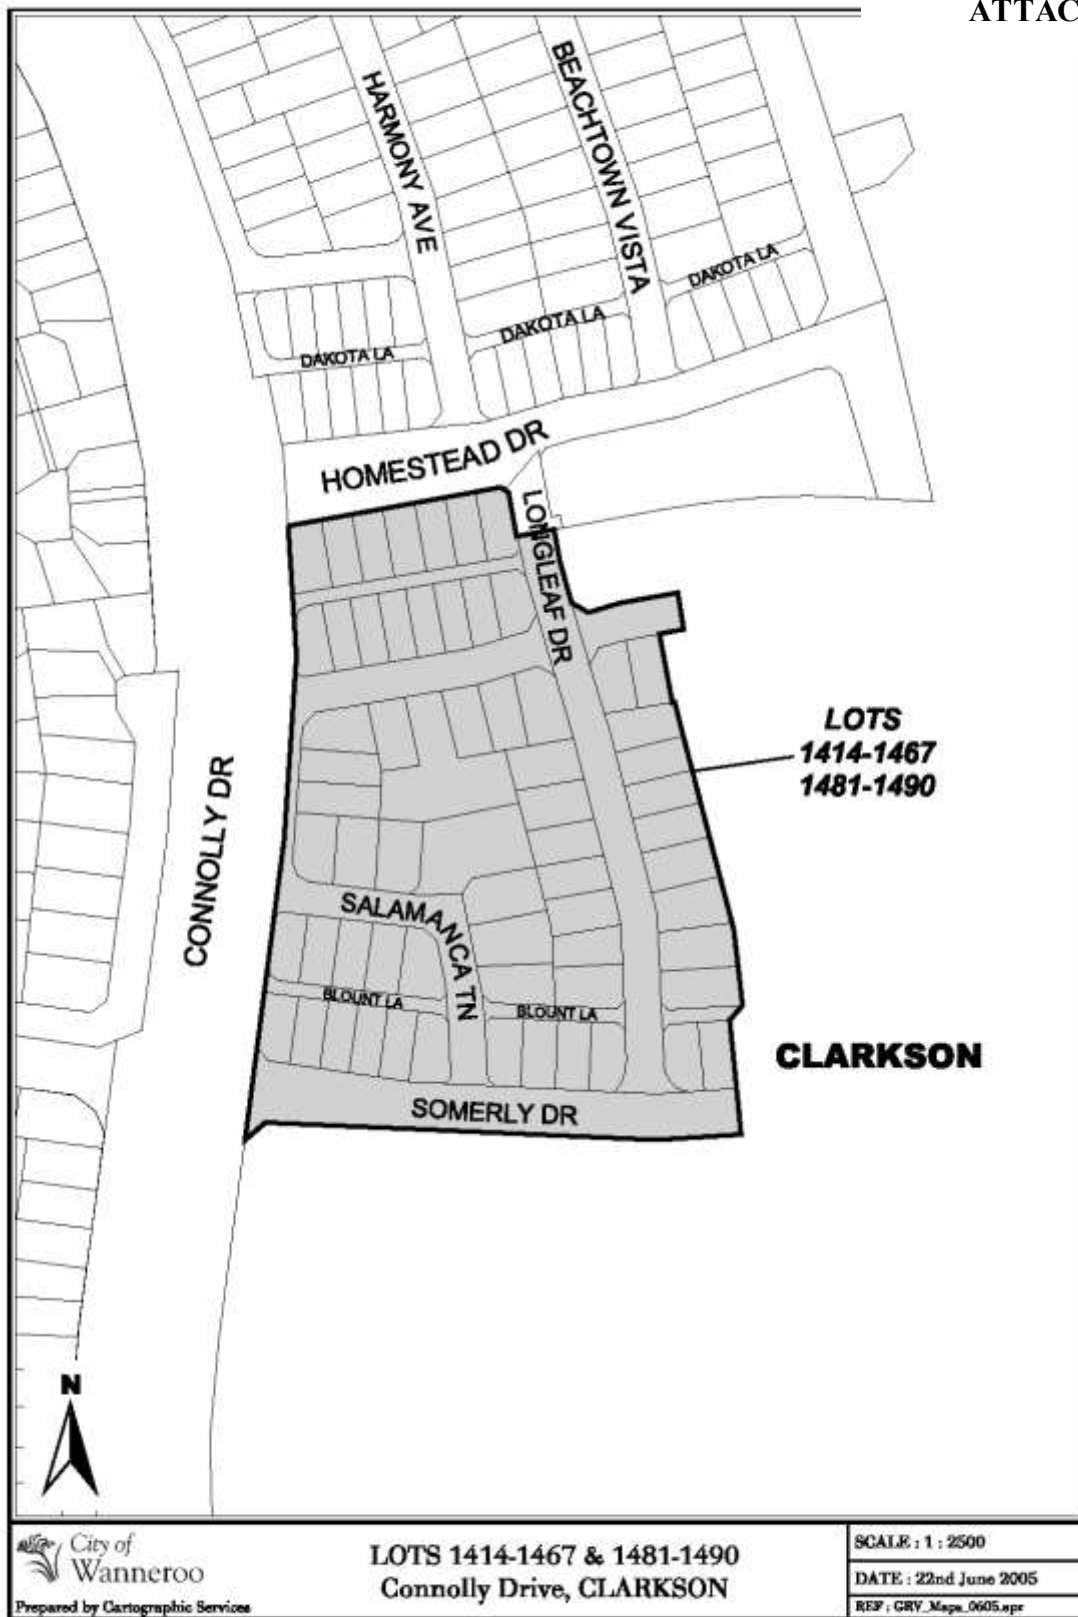 ATTAC
HARMONY AVE
BEACHTOWN VISTA
DAKOTA LA
DAKOTA LA
DAKOTA LA
HOMESTEAD DR
LONGLEAF DR
LOTS
1414-1467
1481-1490
CONNOLLY DR
SALAMANCA TN
BLOUNT LA
BLOUNT LA
CLARKSON
SOMERLY DR
N
City of
Wanneroo
Prepared by Cartographic Services
LOTS 1414-1467 & 1481-1490
Connolly Drive, CLARKSON
SCALE : 1 : 2500
DATE : 22nd June 2005
REF : GRV_Maps_0605.apr